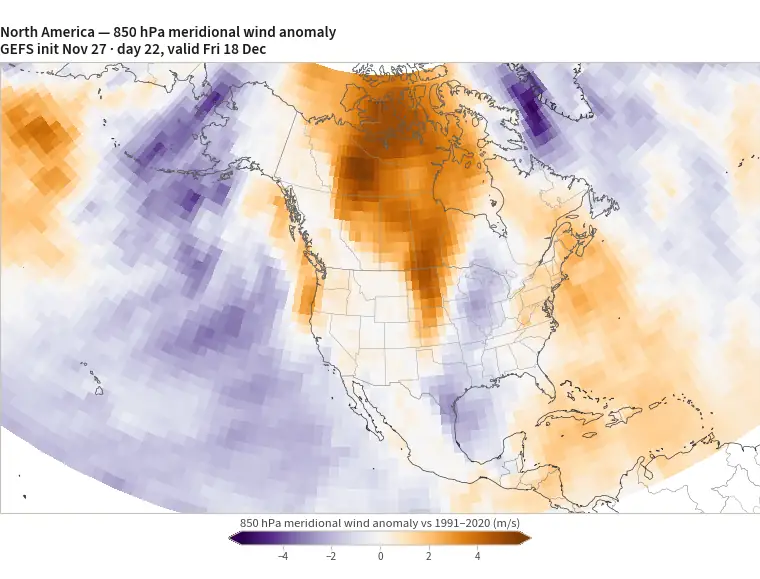 North America — 850 hPa meridional wind anomaly
GEFS init Nov 27 · day 22, valid Fri 18 Dec
850 hPa meridional wind anomaly vs 1991–2020 (m/s)
−4 −2 0 2 4